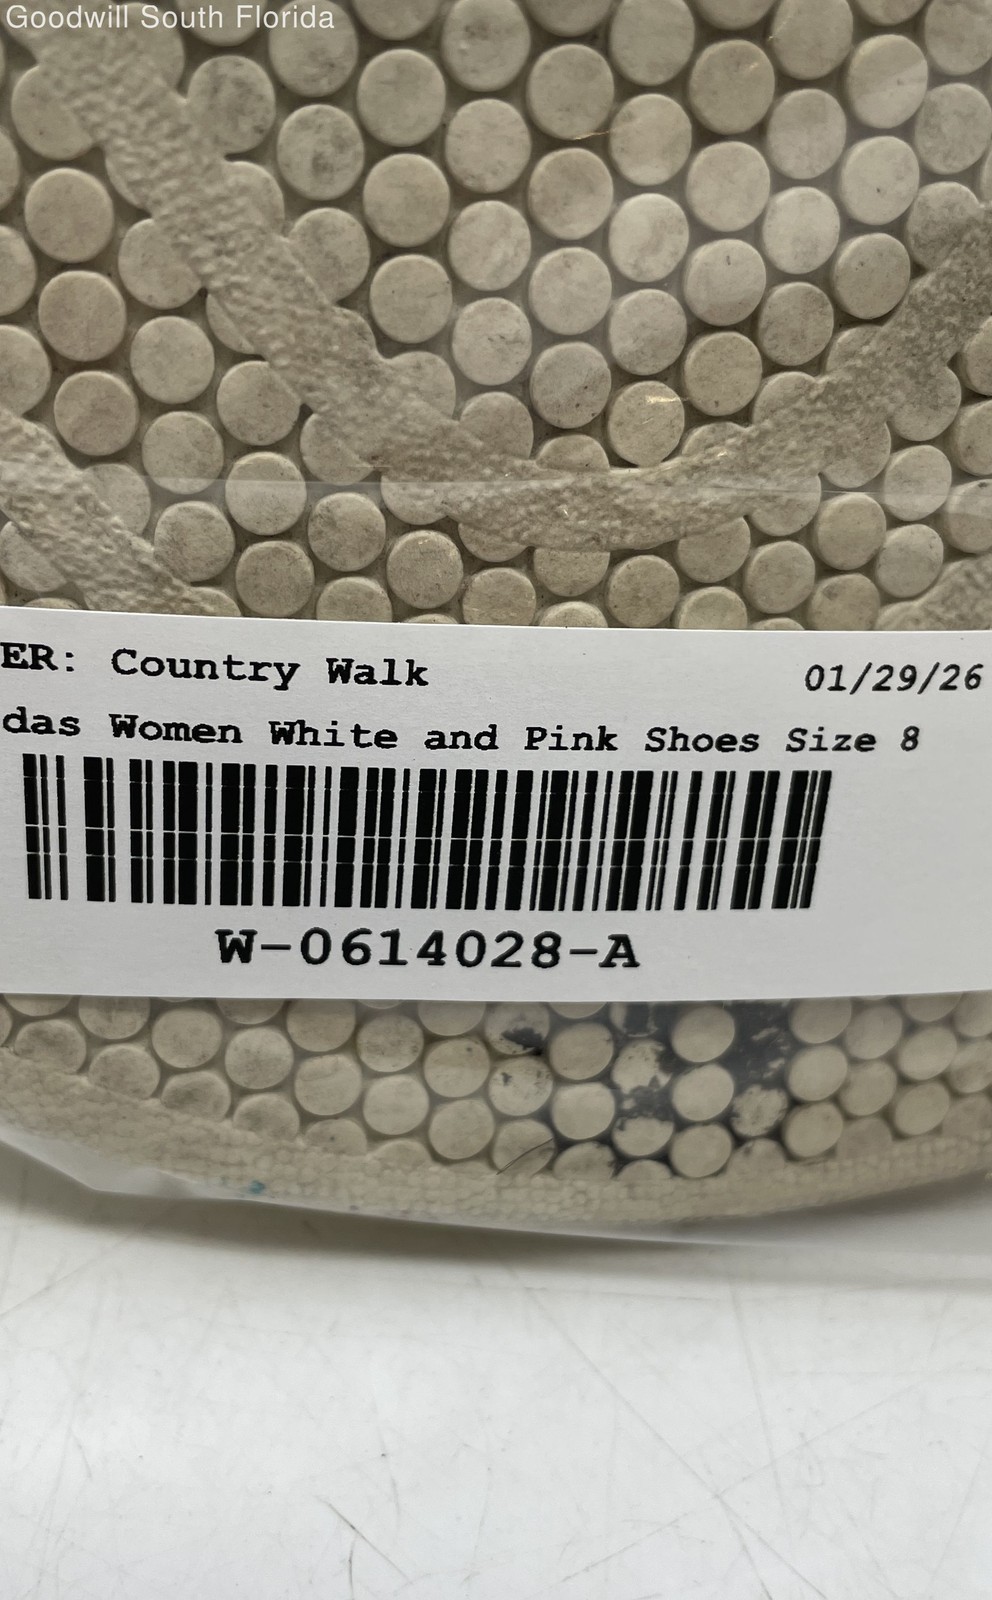 Goodwill South Florida
ER: Country Walk 01/29/26
das Women White and Pink Shoes Size 8
W-0614028-A